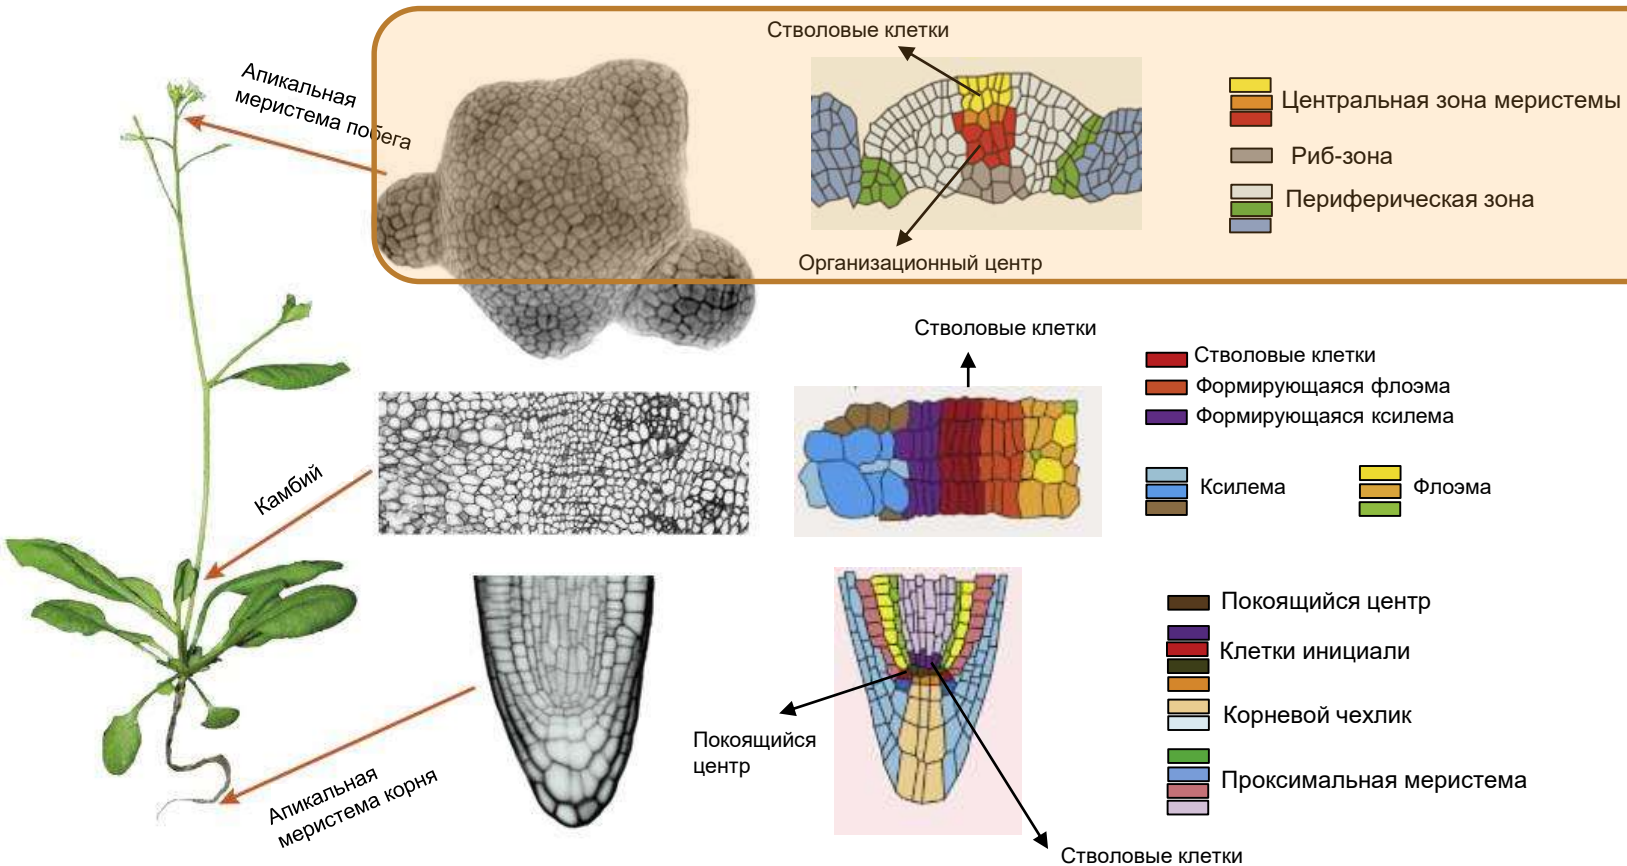 Стволовые клетки
Апикальная
меристема побега
Центральная зона меристемы
Риб-зона
Периферическая зона
Организационный центр
Стволовые клетки
Стволовые клетки
Формирующаяся флоэма
Формирующаяся ксилема
Камбий
Ксилема
Флоэма
Покоящийся центр
Клетки инициали
Корневой чехлик
Покоящийся
центр
Проксимальная меристема
Апикальная
меристема корня
Стволовые клетки